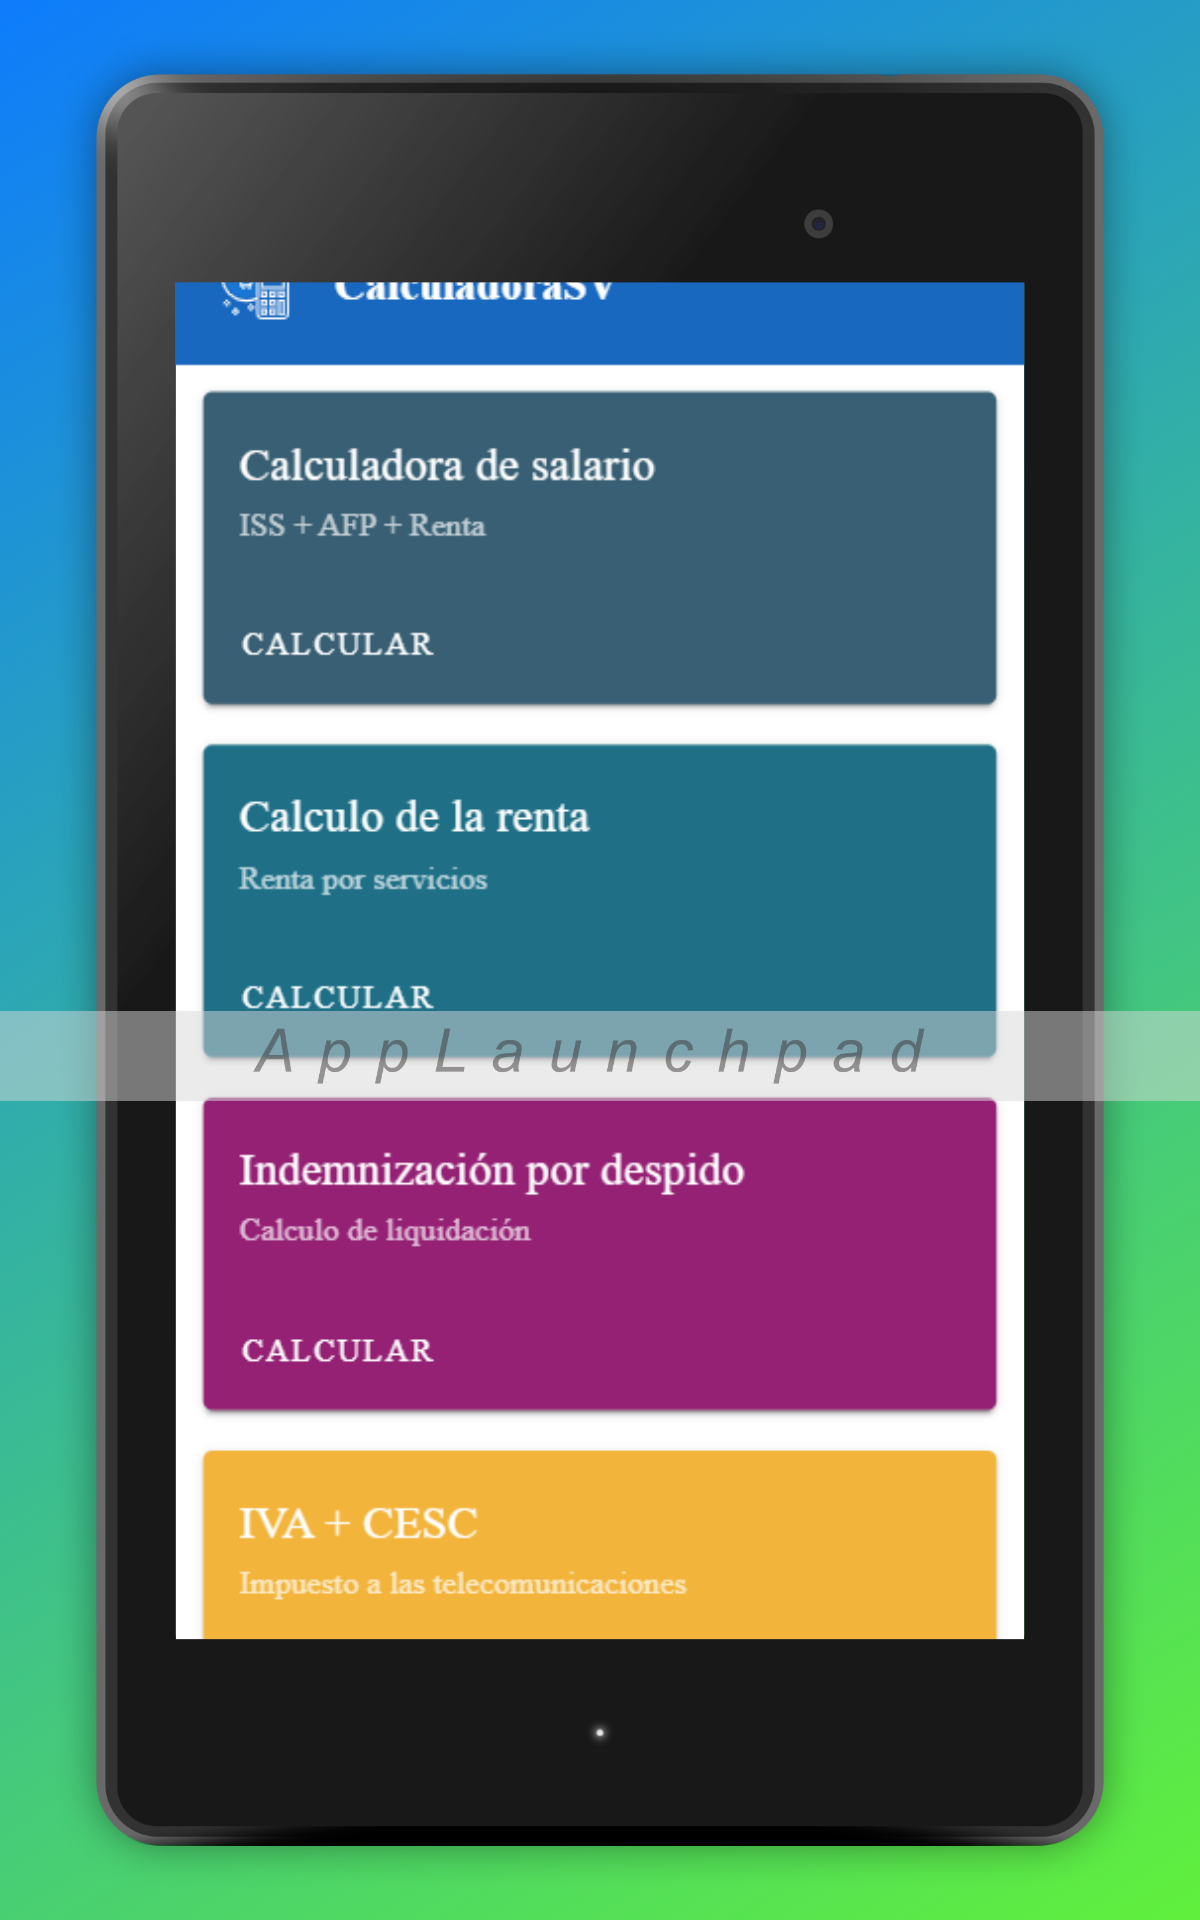 CalculadoraSV
Calculadora de salario
ISS + AFP + Renta
CALCULAR
Calculo de la renta
Renta por servicios
CALCULAR
AppLaunchpad
Indemnización por despido
Calculo de liquidación
CALCULAR
IVA + CESC
Impuesto a las telecomunicaciones